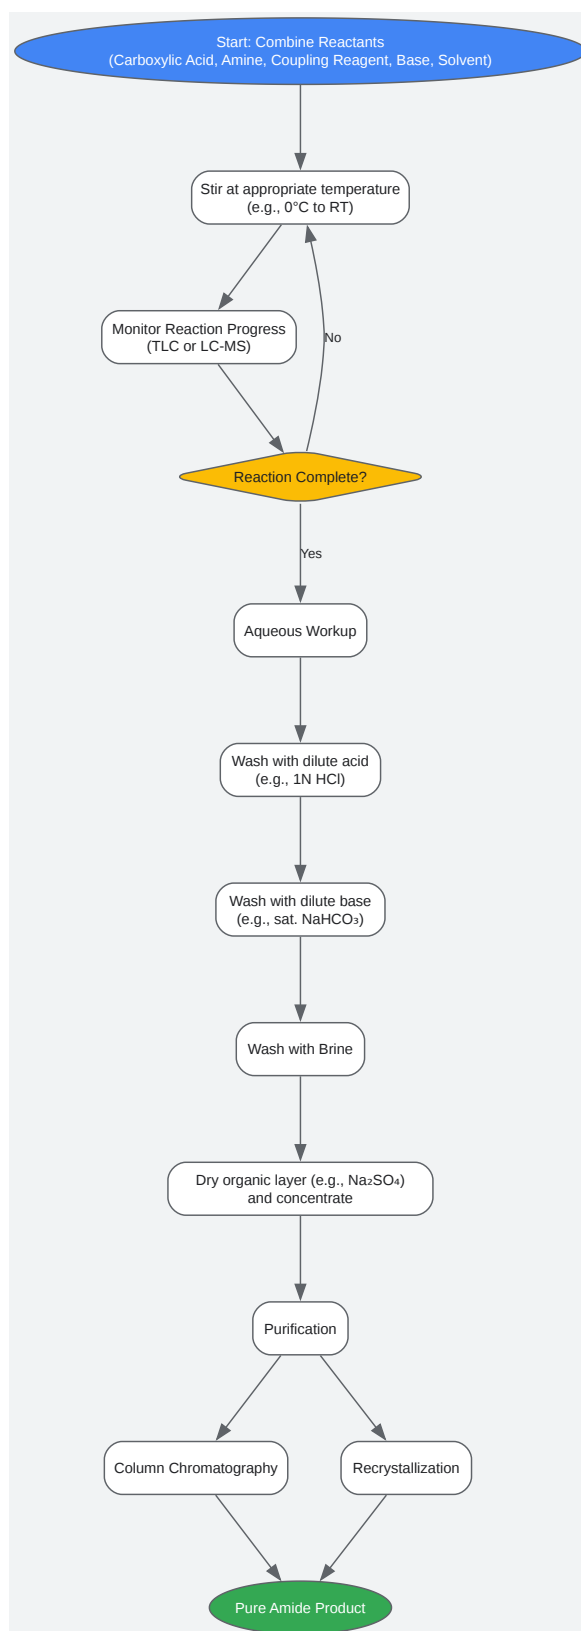 Start: Combine Reactants
(Carboxylic Acid, Amine, Coupling Reagent, Base, Solvent)
Stir at appropriate temperature
(e.g., 0°C to RT)
Monitor Reaction Progress
(TLC or LC-MS)
No
Reaction Complete?
Yes
Aqueous Workup
Wash with dilute acid
(e.g., 1N HCl)
Wash with dilute base
(e.g., sat. NaHCO₃)
Wash with Brine
Dry organic layer (e.g., Na₂SO₄)
and concentrate
Purification
Column Chromatography
Recrystallization
Pure Amide Product